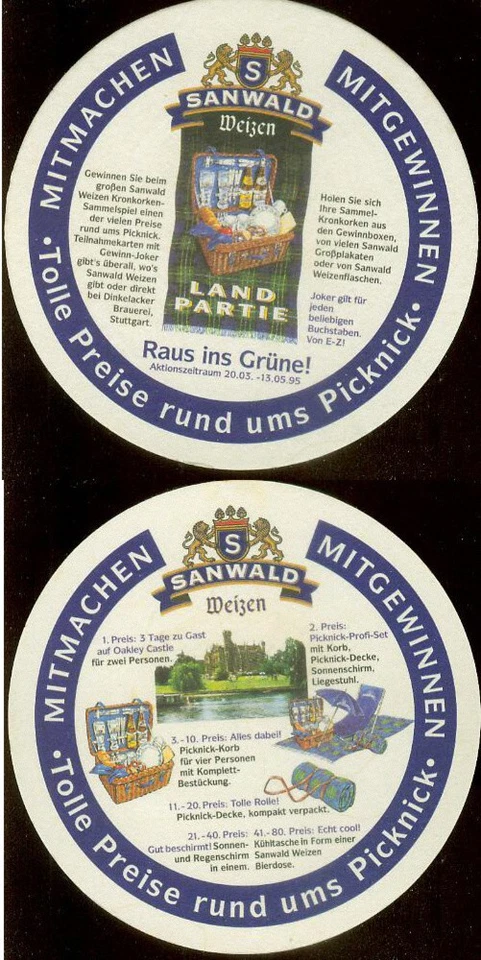 MITMACHEN
MITGEWINNEN
•Tolle Preise rund ums Picknick•
S
SANWALD
Weizen
LAND
PARTIE
Gewinnen Sie beim
großen Sanwald
Weizen Kronkorken-
Sammelspiel einen
der vielen Preise
rund ums Picknick.
Teilnahmekarten mit
Gewinn-Joker
gibt's überall, wo's
Sanwald Weizen
gibt oder direkt
bei Dinkelacker
Brauerei,
Stuttgart.
Holen Sie sich
Ihre Sammel-
Kronkorken aus
den Gewinnboxen,
von vielen Sanwald
Großplakaten
oder von Sanwald
Weizenflaschen.
Joker gilt für
jeden
beliebigen
Buchstaben.
Von E-Z!
Raus ins Grüne!
Aktionszeitraum 20.03. -13.05.95
MITMACHEN
MITGEWINNEN
•Tolle Preise rund ums Picknick•
S
SANWALD
Weizen
1. Preis: 3 Tage zu Gast
auf Oakley Castle
für zwei Personen.
2. Preis:
Picknick-Profi-Set
mit Korb,
Picknick-Decke,
Sonnenschirm,
Liegestuhl.
3.-10. Preis: Alles dabei!
Picknick-Korb
für vier Personen
mit Komplett-
Bestückung.
11.-20. Preis: Tolle Rolle!
Picknick-Decke, kompakt verpackt.
21.-40. Preis:
Gut beschirmt! Sonnen-
und Regenschirm
in einem.
41.-80. Preis: Echt cool!
Kühltasche in Form einer
Sanwald Weizen
Bierdose.